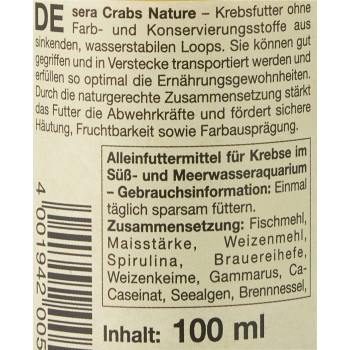 DE sera Crabs Nature – Krebsfutter ohne
Farb- und Konservierungsstoffe aus
sinkenden, wasserstabilen Loops. Sie können gut
gegriffen und in Verstecke transportiert werden und
erfüllen so optimal die Ernährungsgewohnheiten.
Durch die naturgerechte Zusammensetzung stärkt
das Futter die Abwehrkräfte und fördert sichere
Häutung, Fruchtbarkeit sowie Farbausprägung.
Alleinfuttermittel für Krebse im
Süß- und Meerwasseraquarium
– Gebrauchsinformation: Einmal
täglich sparsam füttern.
Zusammensetzung: Fischmehl,
Maisstärke, Weizenmehl,
Spirulina, Brauereihefe,
Weizenkeime, Gammarus, Ca-
Caseinat, Seealgen, Brennnessel,
Inhalt: 100 ml
4 001942 005